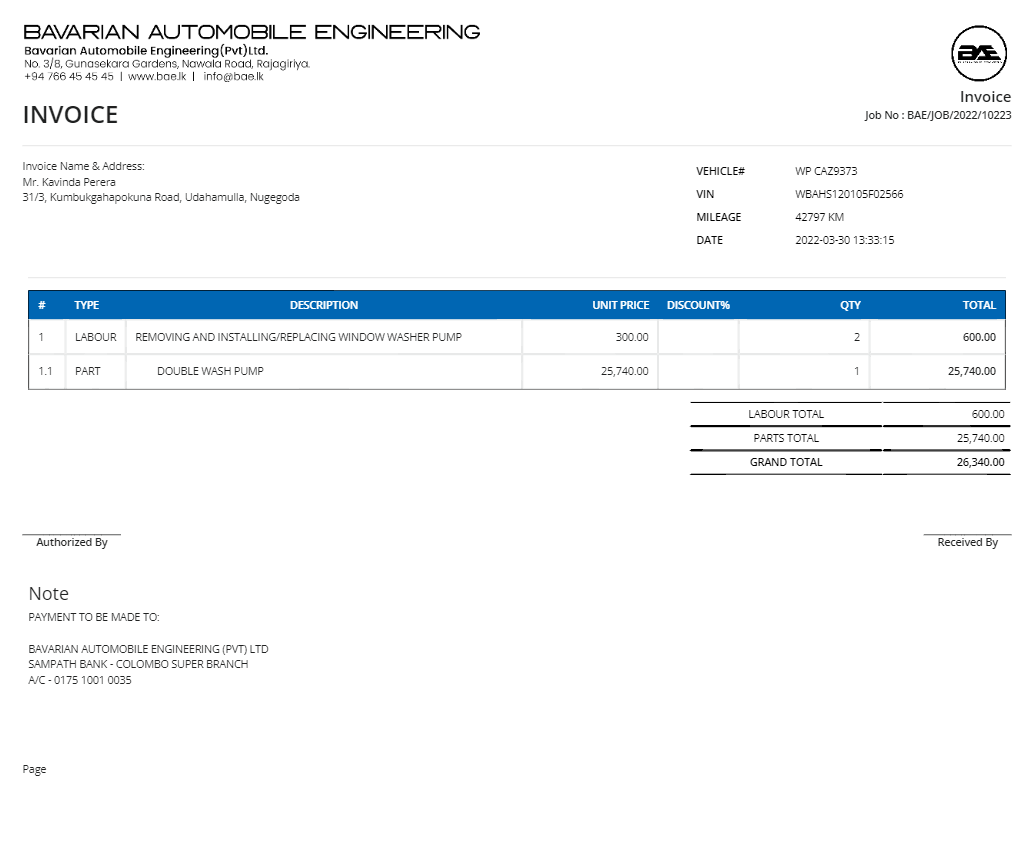 BAVARIAN AUTOMOBILE ENGINEERING
Bavarian Automobile Engineering(Pvt)Ltd.
No. 3/8, Gunasekara Gardens, Nawala Road, Rajagiriya.
+94 766 45 45 45 | www.bae.lk | info@bae.lk
BAE
Invoice
INVOICE
Job No : BAE/JOB/2022/10223
Invoice Name & Address:
Mr. Kavinda Perera
31/3, Kumbukgahapokuna Road, Udahamulla, Nugegoda
VEHICLE# WP CAZ9373
VIN WBAHS120105F02566
MILEAGE 42797 KM
DATE 2022-03-30 13:33:15
# TYPE DESCRIPTION UNIT PRICE DISCOUNT% QTY TOTAL
1 LABOUR REMOVING AND INSTALLING/REPLACING WINDOW WASHER PUMP 300.00 2 600.00
1.1 PART DOUBLE WASH PUMP 25,740.00 1 25,740.00
LABOUR TOTAL 600.00
PARTS TOTAL 25,740.00
GRAND TOTAL 26,340.00
Authorized By Received By
Note
PAYMENT TO BE MADE TO:
BAVARIAN AUTOMOBILE ENGINEERING (PVT) LTD
SAMPATH BANK - COLOMBO SUPER BRANCH
A/C - 0175 1001 0035
Page